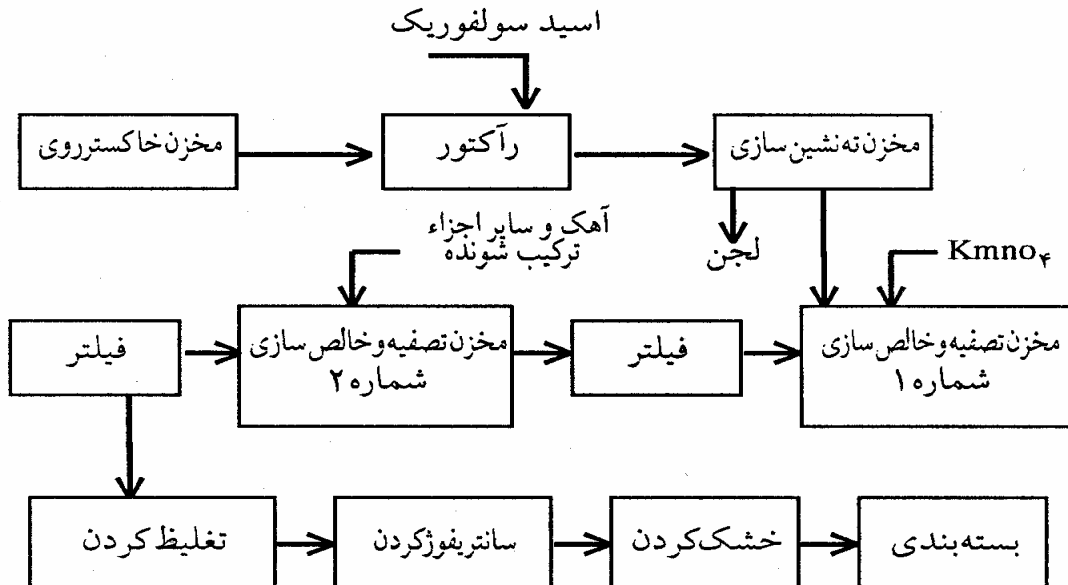 اسید سولفوریک
مخزن خاکستر روی
رآکتور
مخزن ته نشین سازی
آهک و سایر اجزاء
ترکیب شونده
لجن
Kmno۴
فیلتر
مخزن تصفیه و خالص سازی
شماره ۲
فیلتر
مخزن تصفیه و خالص سازی
شماره ۱
تغلیظ کردن
سانتریفوژ کردن
خشک کردن
بسته بندی